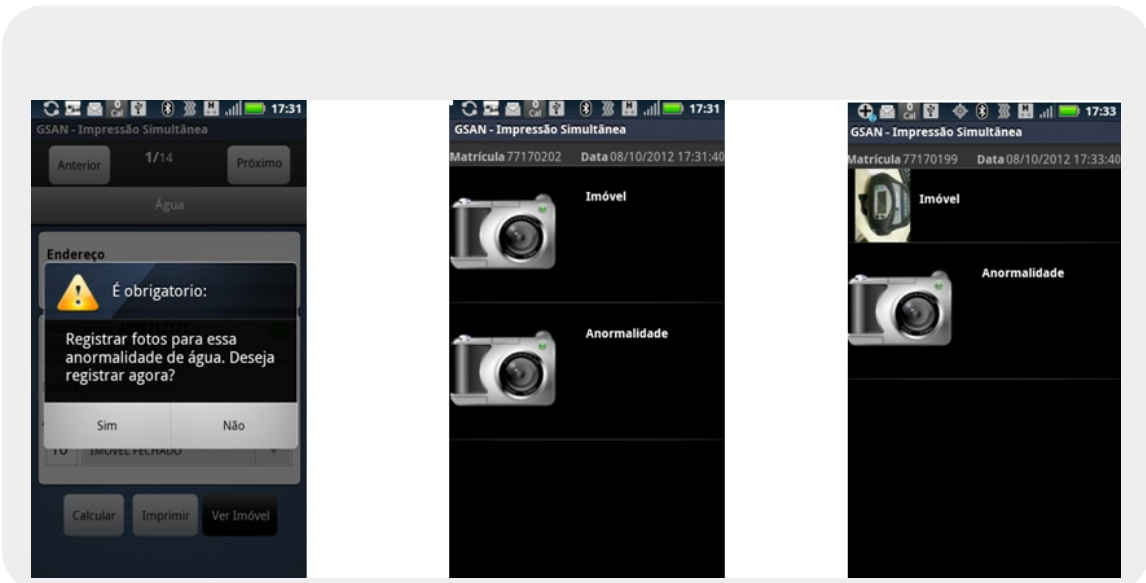 17:31
GSAN - Impressão Simultânea
Anterior 1/14 Próximo
Água
Endereço
É obrigatorio:
Registrar fotos para essa
anormalidade de água. Deseja
registrar agora?
Sim Não
10 IMÓVEL FECHADO
Calcular Imprimir Ver Imóvel
17:31
GSAN - Impressão Simultânea
Matrícula 77170202 Data 08/10/2012 17:31:40
Imóvel
Anormalidade
17:33
GSAN - Impressão Simultânea
Matrícula 77170199 Data 08/10/2012 17:33:40
Imóvel
Anormalidade